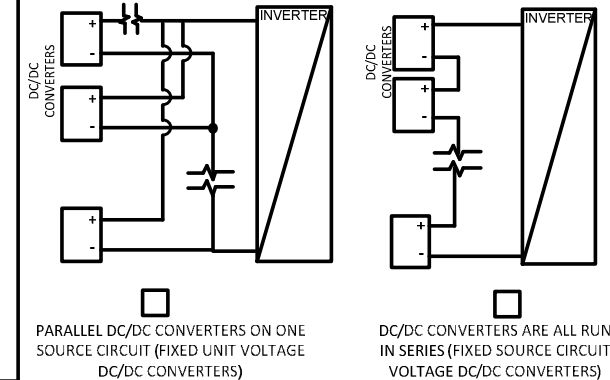 INVERTER
DC/DC
CONVERTERS
+
-
+
-
+
-
PARALLEL DC/DC CONVERTERS ON ONE
SOURCE CIRCUIT (FIXED UNIT VOLTAGE
DC/DC CONVERTERS)
INVERTER
DC/DC
CONVERTERS
+
-
+
-
+
-
DC/DC CONVERTERS ARE ALL RUN
IN SERIES (FIXED SOURCE CIRCUIT
VOLTAGE DC/DC CONVERTERS)